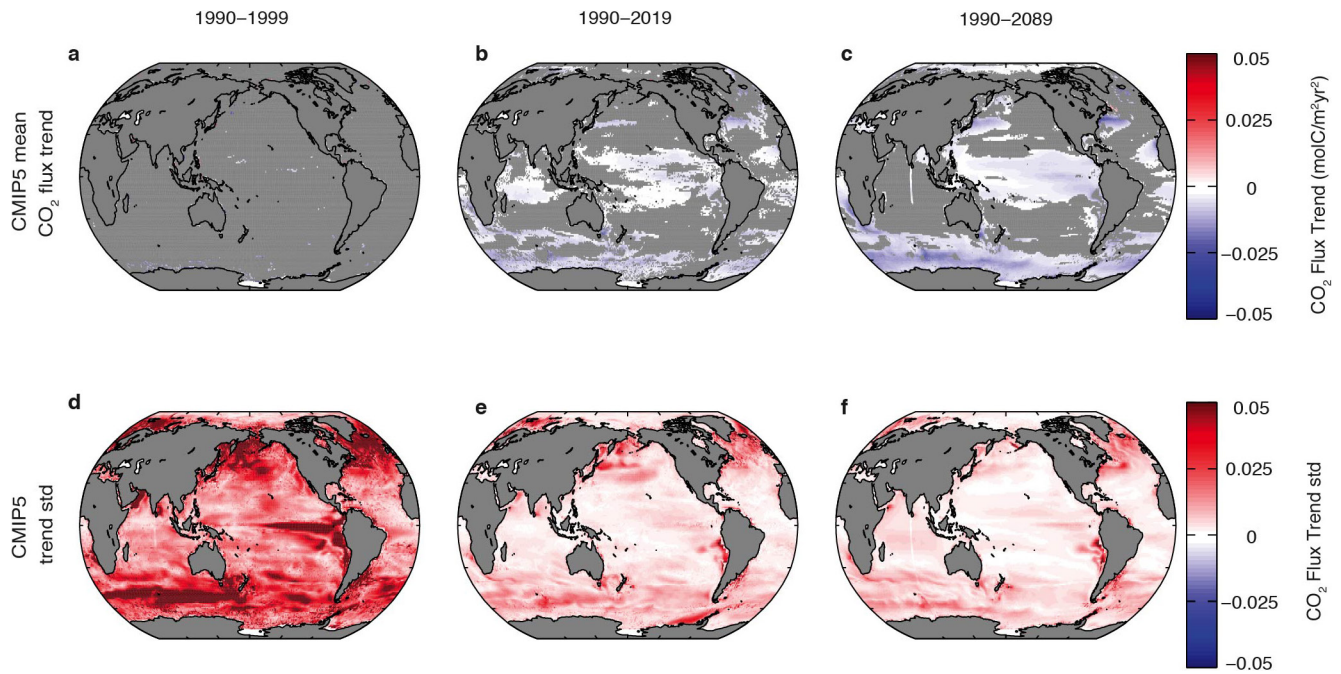 1990–1999
1990–2019
1990–2089
a
b
c
CMIP5 mean
CO₂ flux trend
0.05
0.025
0
−0.025
−0.05
CO₂ Flux Trend (molC/m²yr²)
d
e
f
CMIP5
trend std
0.05
0.025
0
−0.025
−0.05
CO₂ Flux Trend std